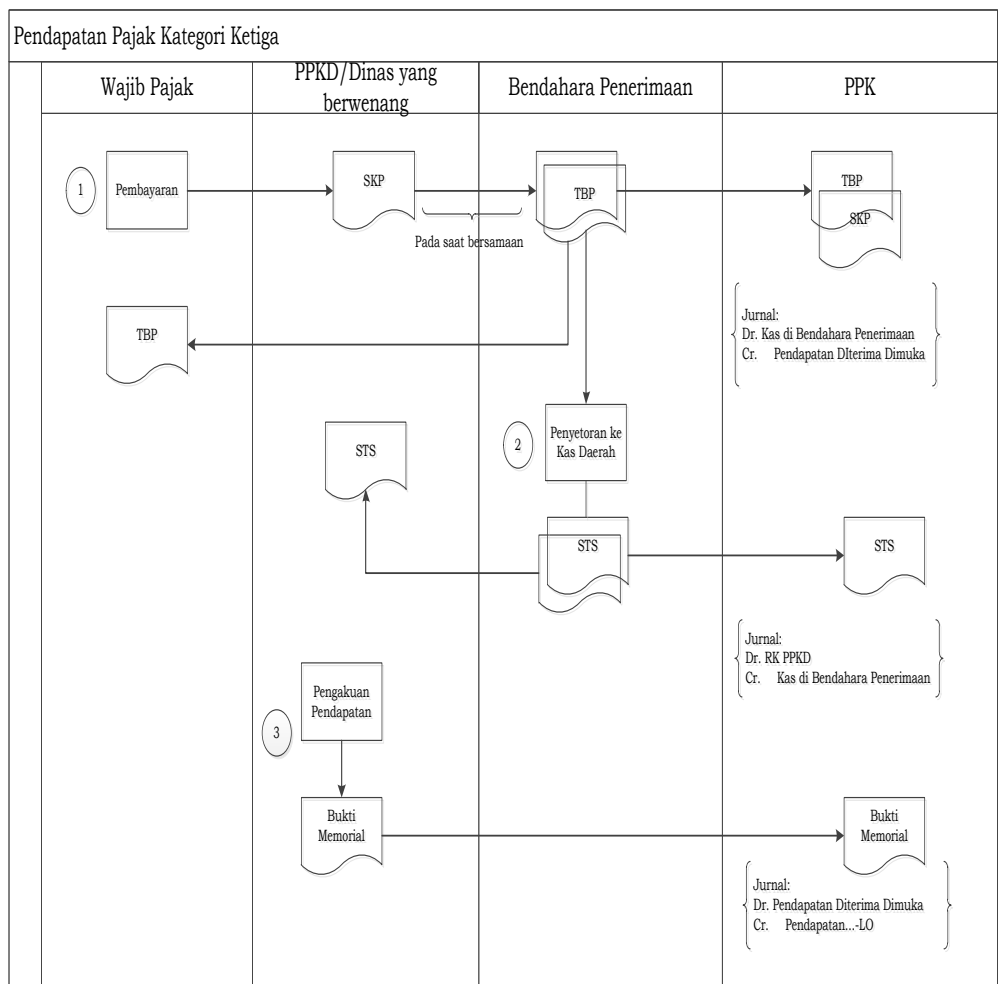 Pendapatan Pajak Kategori Ketiga
Wajib Pajak
PPKD/Dinas yang
berwenang
Bendahara Penerimaan
PPK
1
Pembayaran
SKP
Pada saat bersamaan
TBP
TBP
SKP
Jurnal:
Dr. Kas di Bendahara Penerimaan
Cr. Pendapatan DIterima Dimuka
TBP
STS
2
Penyetoran ke
Kas Daerah
STS
STS
Jurnal:
Dr. RK PPKD
Cr. Kas di Bendahara Penerimaan
3
Pengakuan
Pendapatan
Bukti
Memorial
Bukti
Memorial
Jurnal:
Dr. Pendapatan Diterima Dimuka
Cr. Pendapatan...-LO